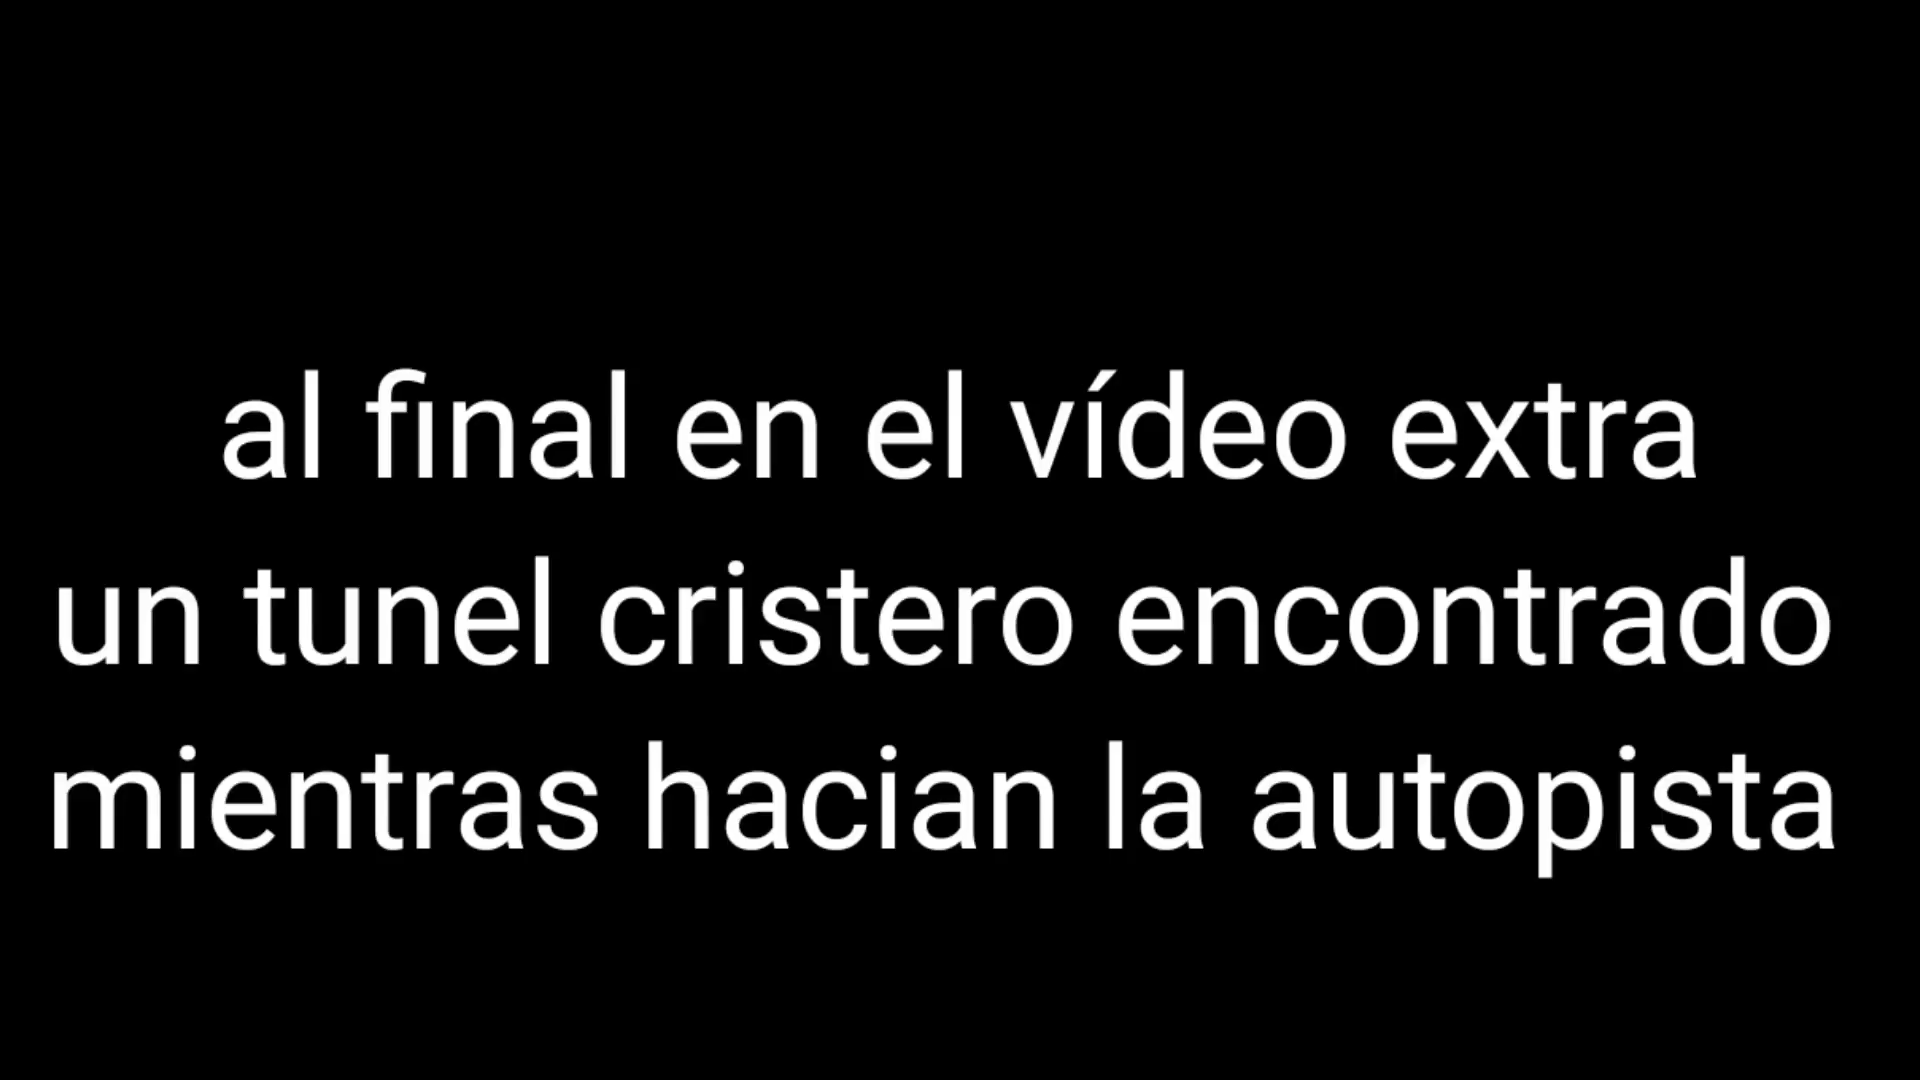 al final en el vídeo extra
un tunel cristero encontrado
mientras hacian la autopista